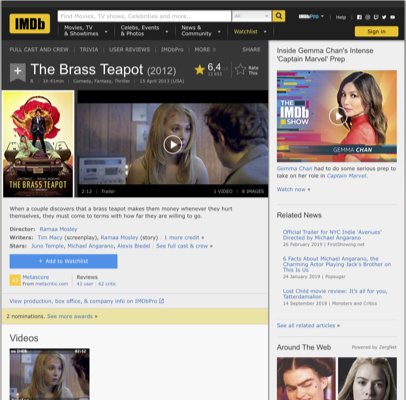 IMDb
Find Movies, TV shows, Celebrities and more...
All
IMDbPro
Help
Movies, TV & Showtimes
Celebs, Events & Photos
News & Community
Watchlist
Sign in
FULL CAST AND CREW | TRIVIA | USER REVIEWS | IMDbPro | MORE
SHARE
The Brass Teapot (2012)
6,4
Rate This
1h 41min | Comedy, Fantasy, Thriller | 15 April 2013 (USA)
THE BRASS TEAPOT
2:12 | Trailer
1 VIDEO | 8 IMAGES
When a couple discovers that a brass teapot makes them money whenever they hurt
themselves, they must come to terms with how far they are willing to go.
Director: Ramaa Mosley
Writers: Tim Macy (screenplay), Ramaa Mosley (story) | 1 more credit »
Stars: Juno Temple, Michael Angarano, Alexis Bledel | See full cast & crew »
+ Add to Watchlist
Metascore
From metacritic.com
Reviews
43 user | 62 critic
View production, box office, & company info on IMDbPro
2 nominations. See more awards »
Videos
Inside Gemma Chan's Intense
'Captain Marvel' Prep
THE
IMDb
SHOW
GEMMA CHAN
Gemma Chan had to do some serious prep to
take on her role in Captain Marvel.
Watch now »
Related News
Official Trailer for NYC Indie 'Avenues'
Directed by Michael Angarano
26 February 2019 | FirstShowing.net
6 Facts About Michael Angarano, the
Charming Actor Playing Jack's Brother on
This Is Us
24 January 2019 | Popsugar
Lost Child movie review: It's all for you,
Tatterdamalion
14 September 2018 | Monsters and Critics
See all related articles »
Around The Web
Powered by ZergNet